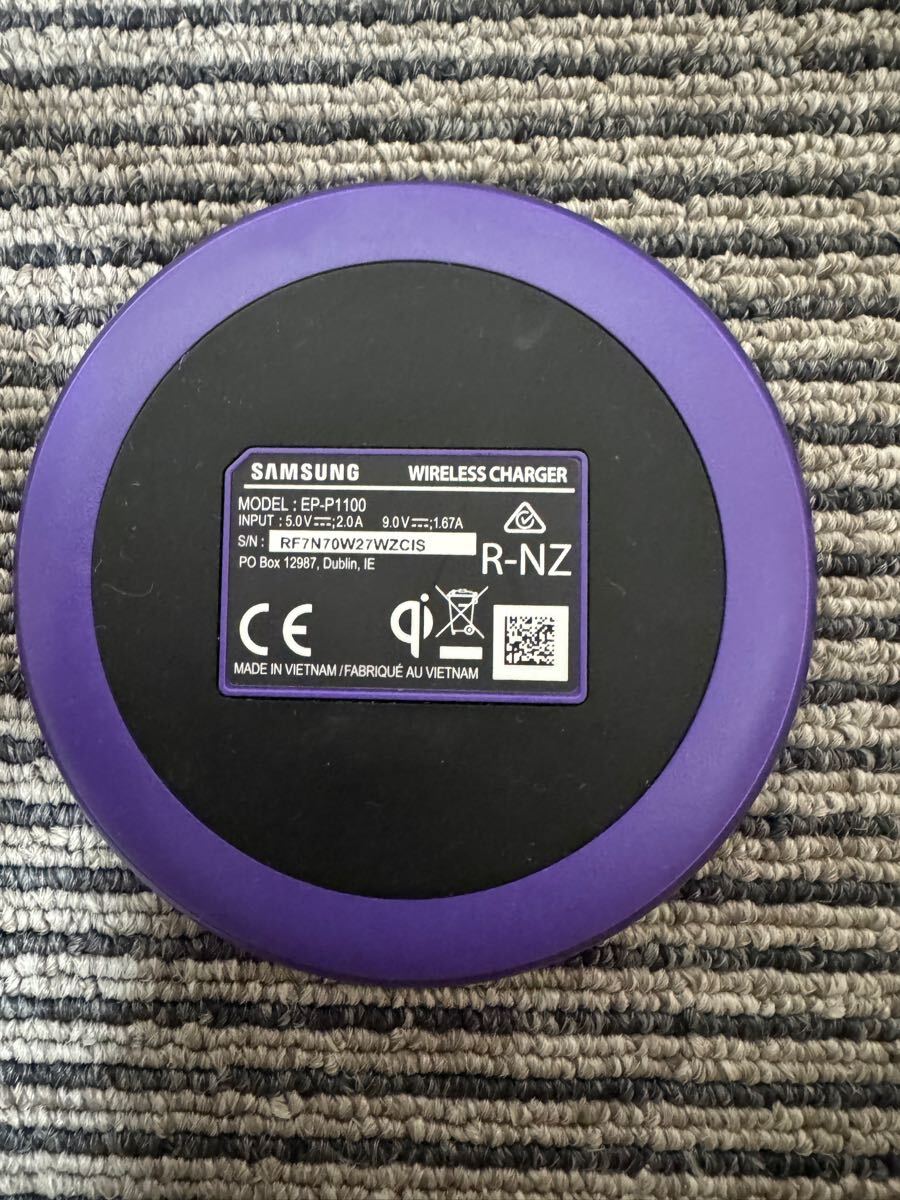 SAMSUNG WIRELESS CHARGER
MODEL : EP-P1100
INPUT : 5.0V⎓;2.0A 9.0V⎓;1.67A
S/N : RF7N70W27WZCIS
PO Box 12987, Dublin, IE
R-NZ
CE qi
MADE IN VIETNAM / FABRIQUÉ AU VIETNAM